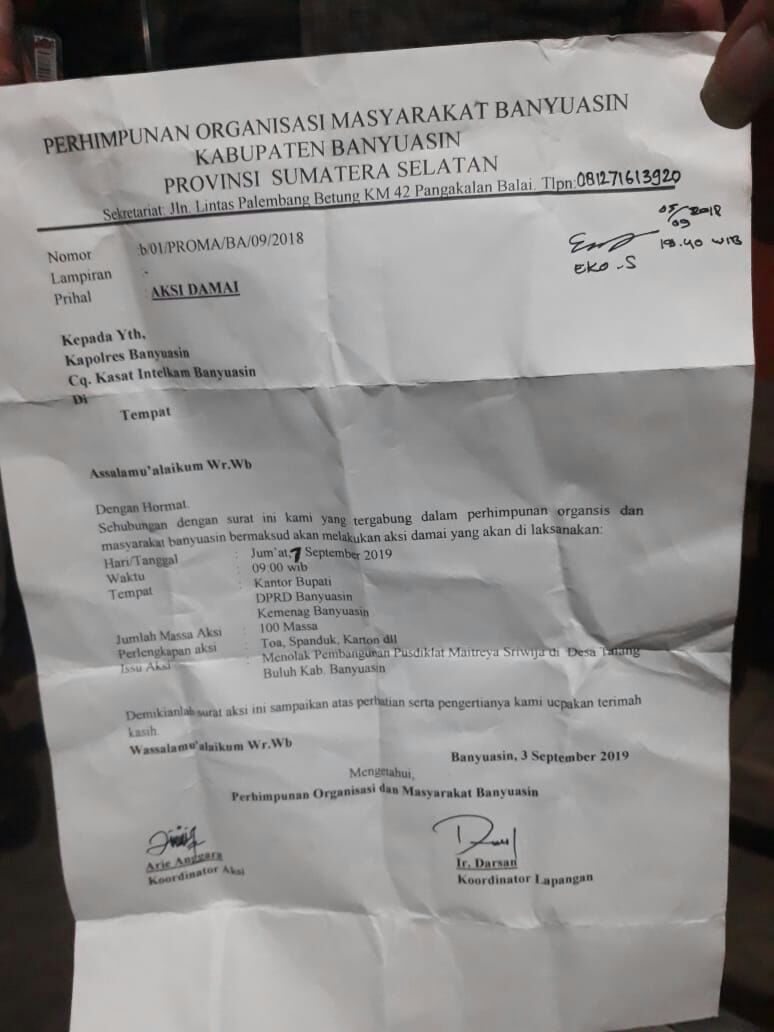 PERHIMPUNAN ORGANISASI MASYARAKAT BANYUASIN
KABUPATEN BANYUASIN
PROVINSI SUMATERA SELATAN
Sekretariat: Jln. Lintas Palembang Betung KM 42 Pangakalan Balai. Tlpn:081271613920
05/09 2018
18.40 WIB
EKO-S
Nomor :b/01/PROMA/BA/09/2018
Lampiran : -
Prihal : AKSI DAMAI
Kepada Yth,
Kapolres Banyuasin
Cq. Kasat Intelkam Banyuasin
Di
Tempat
Assalamu'alaikum Wr.Wb
Dengan Hormat.
Sehubungan dengan surat ini kami yang tergabung dalam perhimpunan organsis dan
masyarakat banyuasin bermaksud akan melakukan aksi damai yang akan di laksanakan:
Hari/Tanggal : Jum'at 7 September 2019
Waktu : 09:00 wib
Tempat : Kantor Bupati
DPRD Banyuasin
Kemenag Banyuasin
Jumlah Massa Aksi : 100 Massa
Perlengkapan aksi : Toa, Spanduk, Karton dll
Issu Aksi : Menolak Pembangunan Pusdiklat Maitreya Sriwija di Desa Talang
Buluh Kab. Banyuasin
Demikianlah surat aksi ini sampaikan atas perhatian serta pengertianya kami ucpakan terimah
kasih.
Wassalamu'alaikum Wr.Wb
Banyuasin, 3 September 2019
Mengetahui,
Perhimpunan Organisasi dan Masyarakat Banyuasin
Arie Anggara
Koordinator Aksi
Ir. Darsan
Koordinator Lapangan